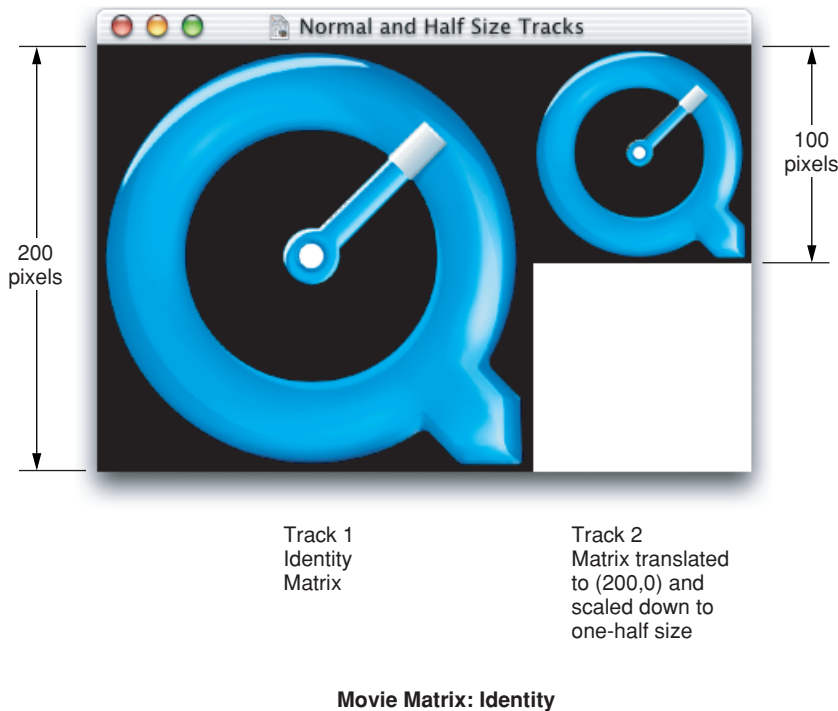 Normal and Half Size Tracks
200
pixels
100
pixels
Track 1
Identity
Matrix
Track 2
Matrix translated
to (200,0) and
scaled down to
one-half size
Movie Matrix: Identity